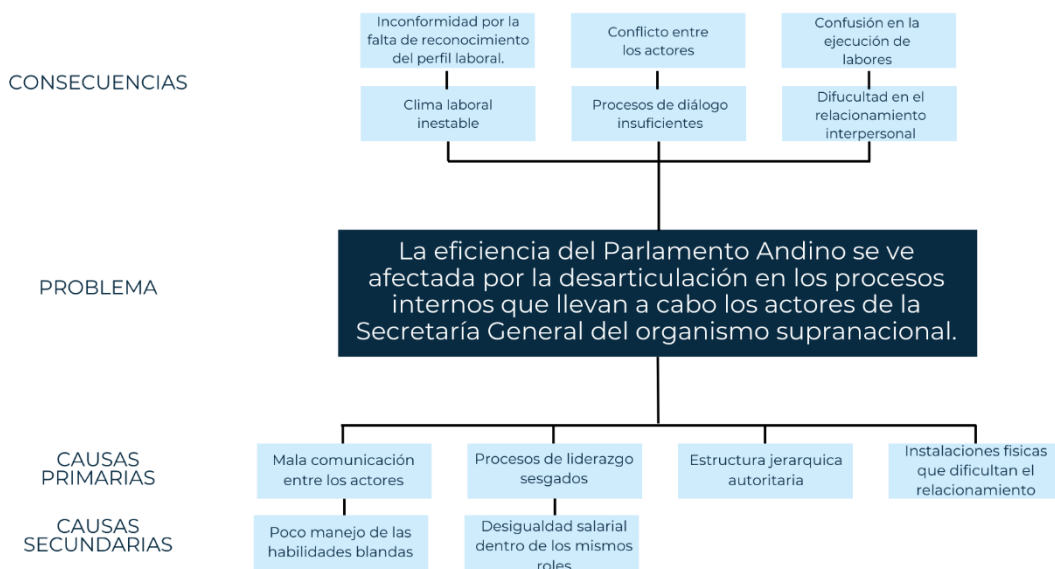 Inconformidad por la
falta de reconocimiento
del perfil laboral.
Conflicto entre
los actores
Confusión en la
ejecución de
labores
CONSECUENCIAS
Clima laboral
inestable
Procesos de diálogo
insuficientes
Difucultad en el
relacionamiento
interpersonal
PROBLEMA
La eficiencia del Parlamento Andino se ve
afectada por la desarticulación en los procesos
internos que llevan a cabo los actores de la
Secretaría General del organismo supranacional.
CAUSAS
PRIMARIAS
Mala comunicación
entre los actores
Procesos de liderazgo
sesgados
Estructura jerarquica
autoritaria
Instalaciones fisicas
que dificultan el
relacionamiento
CAUSAS
SECUNDARIAS
Poco manejo de las
habilidades blandas
Desigualdad salarial
dentro de los mismos
roles